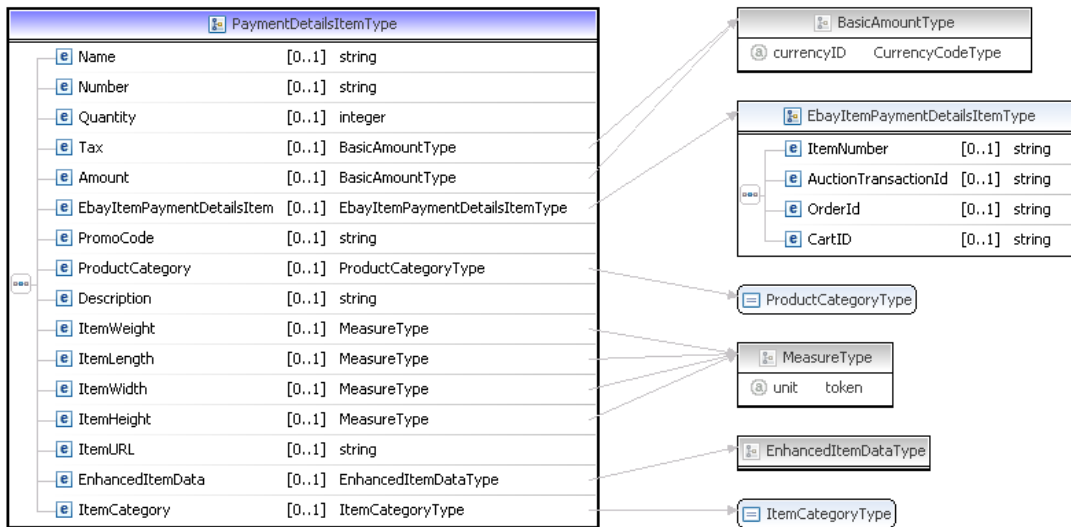 PaymentDetailsItemType
e Name [0..1] string
e Number [0..1] string
e Quantity [0..1] integer
e Tax [0..1] BasicAmountType
e Amount [0..1] BasicAmountType
e EbayItemPaymentDetailsItem [0..1] EbayItemPaymentDetailsItemType
e PromoCode [0..1] string
e ProductCategory [0..1] ProductCategoryType
e Description [0..1] string
e ItemWeight [0..1] MeasureType
e ItemLength [0..1] MeasureType
e ItemWidth [0..1] MeasureType
e ItemHeight [0..1] MeasureType
e ItemURL [0..1] string
e EnhancedItemData [0..1] EnhancedItemDataType
e ItemCategory [0..1] ItemCategoryType
BasicAmountType
a currencyID CurrencyCodeType
EbayItemPaymentDetailsItemType
e ItemNumber [0..1] string
e AuctionTransactionId [0..1] string
e OrderId [0..1] string
e CartID [0..1] string
ProductCategoryType
MeasureType
a unit token
EnhancedItemDataType
ItemCategoryType